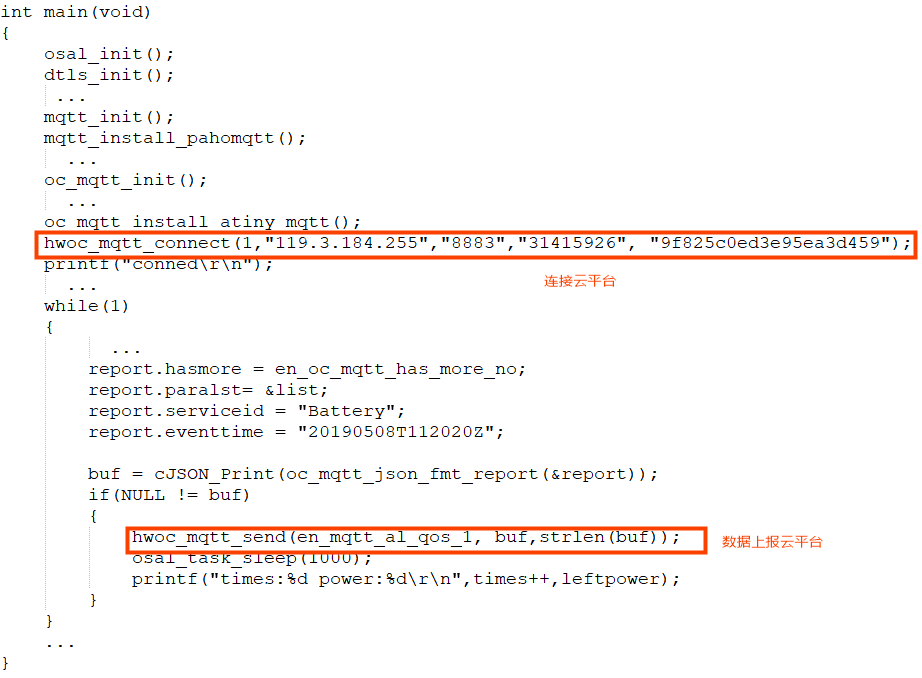 int main(void)
{
    osal_init();
    dtls_init();
     ...
    mqtt_init();
    mqtt_install_pahomqtt();
      ...
    oc_mqtt_init();
      ...
    oc_mqtt_install_atiny_mqtt();
    hwoc_mqtt_connect(1,"119.3.184.255","8883","31415926", "9f825c0ed3e95ea3d459");
    printf("conned\r\n");
      ...
连接云平台
    while(1)
    {
          ...
        report.hasmore = en_oc_mqtt_has_more_no;
        report.paralst= &list;
        report.serviceid = "Battery";
        report.eventtime = "20190508T112020Z";
        buf = cJSON_Print(oc_mqtt_json_fmt_report(&report));
        if(NULL != buf)
        {
            hwoc_mqtt_send(en_mqtt_al_qos_1, buf,strlen(buf));
数据上报云平台
            osal_task_sleep(1000);
            printf("times:%d power:%d\r\n",times++,leftpower);
        }
    }
    ...
}